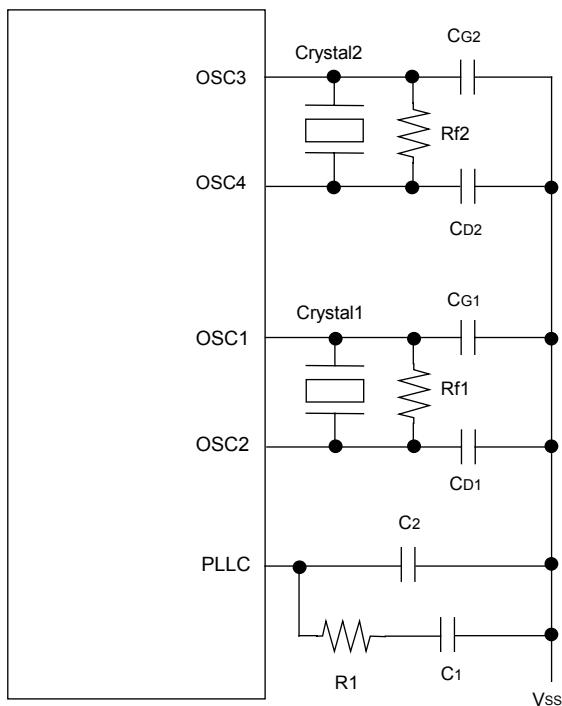 CG2
Crystal2
OSC3
Rf2
OSC4
CD2
CG1
Crystal1
OSC1
Rf1
OSC2
CD1
C2
PLLC
R1
C1
VSS